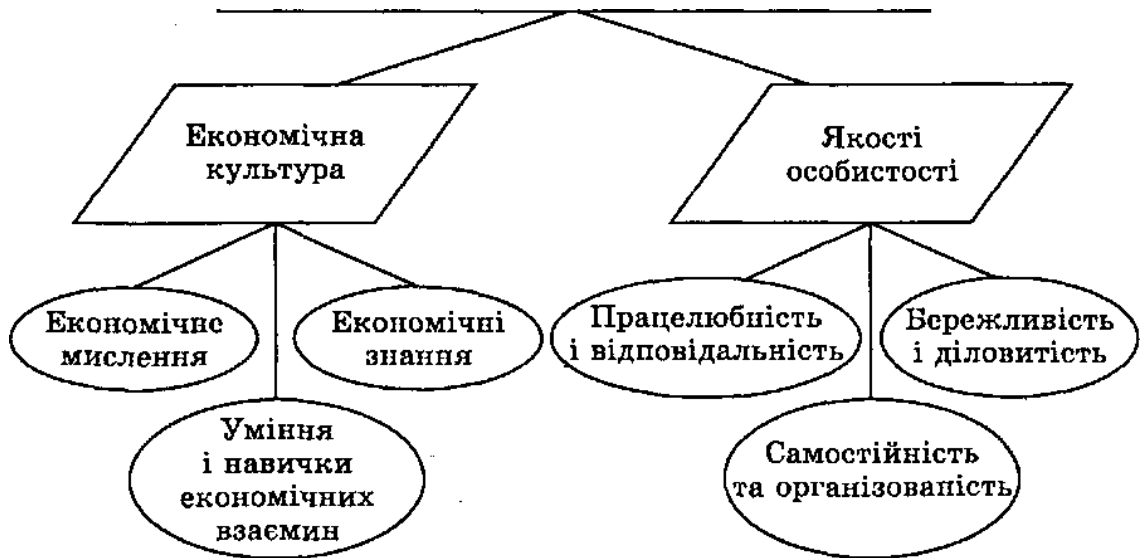 Економічна
культура
Якості
особистості
Економічне
мислення
Економічні
знання
Уміння
і навички
економічних
взаємин
Працелюбність
і відповідальність
Бережливість
і діловитість
Самостійність
та організованість